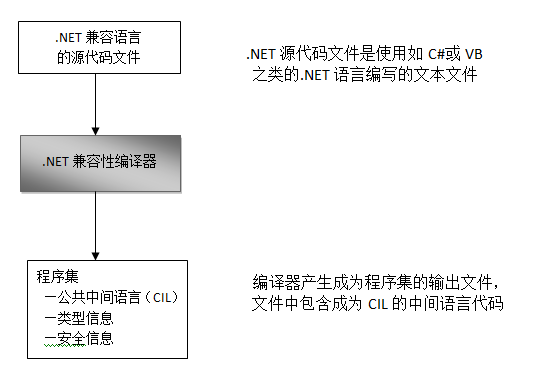 .NET 兼容语言
的源代码文件
.NET 源代码文件是使用如 C#或 VB
之类的.NET 语言编写的文本文件
.NET 兼容性编译器
程序集
—公共中间语言（CIL）
—类型信息
—安全信息
编译器产生成为程序集的输出文件，
文件中包含成为 CIL 的中间语言代码